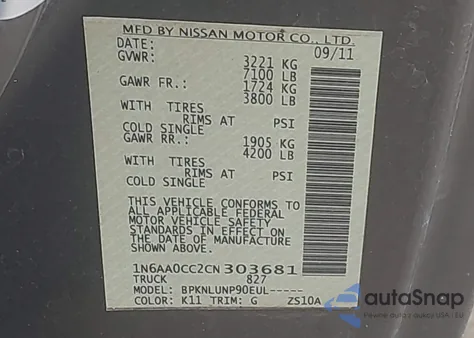 MFD BY NISSAN MOTOR CO., LTD.
DATE: 09/11
GVWR: 3221 KG
7100 LB
GAWR FR.: 1724 KG
3800 LB
WITH TIRES
RIMS AT PSI
COLD SINGLE
GAWR RR.: 1905 KG
4200 LB
WITH TIRES
RIMS AT PSI
COLD SINGLE
THIS VEHICLE CONFORMS TO
ALL APPLICABLE FEDERAL
MOTOR VEHICLE SAFETY
STANDARDS IN EFFECT ON
THE DATE OF MANUFACTURE
SHOWN ABOVE.
1N6AA0CC2CN303681
TRUCK 827
MODEL: BPKNLUNP90EUL-----
COLOR: K11 TRIM: G ZS10A
autoSnap
Pewne auto z USA